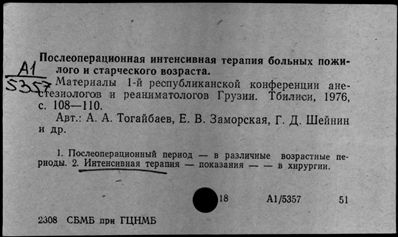 Послеоперационная интенсивная терапия больных пожи-
лого и старческого возраста.
А1
5357
Материалы 1-й республиканской конференции ане-
стезиологов и реаниматологов Грузии. Тбилиси, 1976,
с. 108—110.
Авт.: А. А. Тогайбаев, Е. В. Заморская, Г. Д. Шейнин
и др.
1. Послеоперационный период — в различные возрастные пе-
риоды. 2. Интенсивная терапия — показания — — в хирургии.
18 А1/5357 51
2308 СБМБ при ГЦНМБ